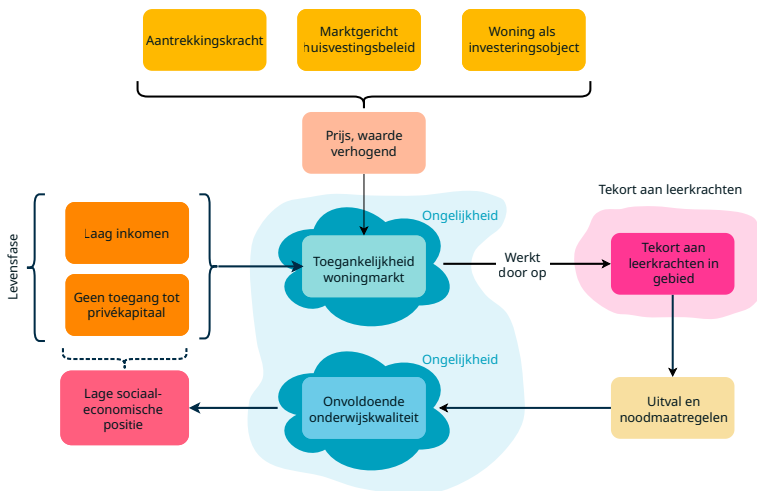 Aantrekkingskracht
Marktgericht
huisvestingsbeleid
Woning als
investeringsobject
Prijs, waarde
verhogend
Tekort aan leerkrachten
Levensfase
Laag inkomen
Geen toegang tot
privékapitaal
Ongelijkheid
Toegankelijkheid
woningmarkt
Werkt
door op
Tekort aan
leerkrachten in
gebied
Lage sociaal-
economische
positie
Ongelijkheid
Onvoldoende
onderwijskwaliteit
Uitval en
noodmaatregelen